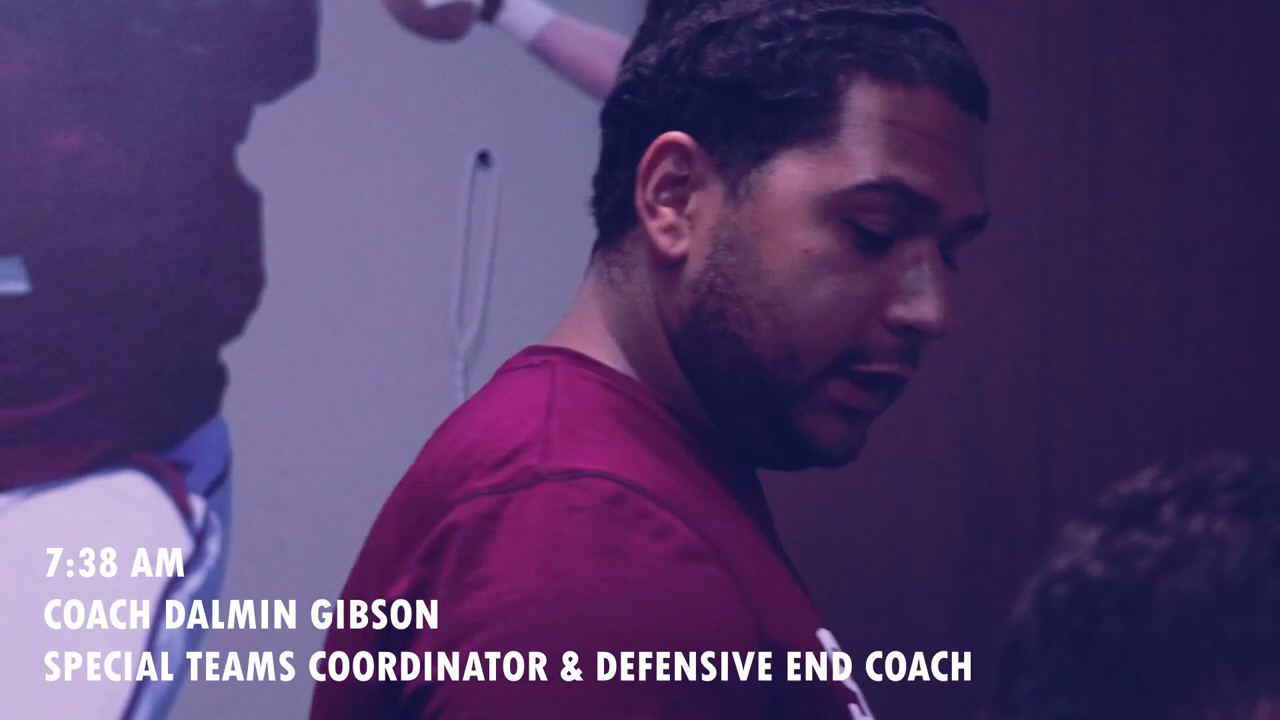 7:38 AM
COACH DALMIN GIBSON
SPECIAL TEAMS COORDINATOR & DEFENSIVE END COACH